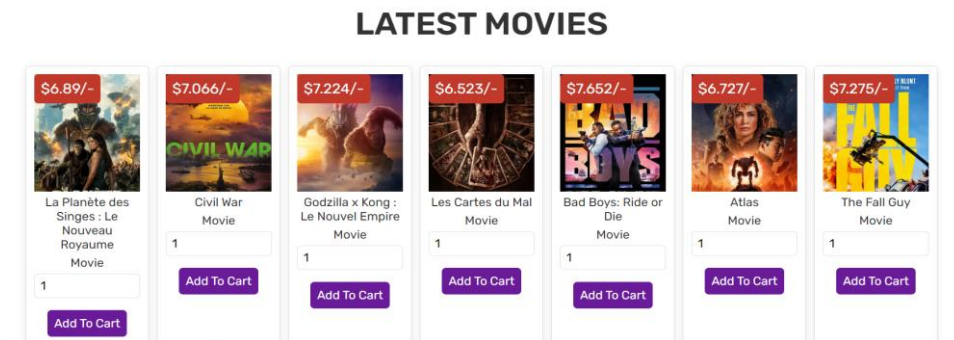 LATEST MOVIES
$6.89/-
La Planète des
Singes : Le
Nouveau
Royaume
Movie
1
Add To Cart
$7.066/-
CIVIL WAR
Civil War
Movie
1
Add To Cart
$7.224/-
Godzilla x Kong :
Le Nouvel Empire
Movie
1
Add To Cart
$6.523/-
Les Cartes du Mal
Movie
1
Add To Cart
$7.652/-
BAD
BOYS
Bad Boys: Ride or
Die
Movie
1
Add To Cart
$6.727/-
Atlas
Movie
1
Add To Cart
$7.275/-
BLUNT
FALL
GUY
The Fall Guy
Movie
1
Add To Cart